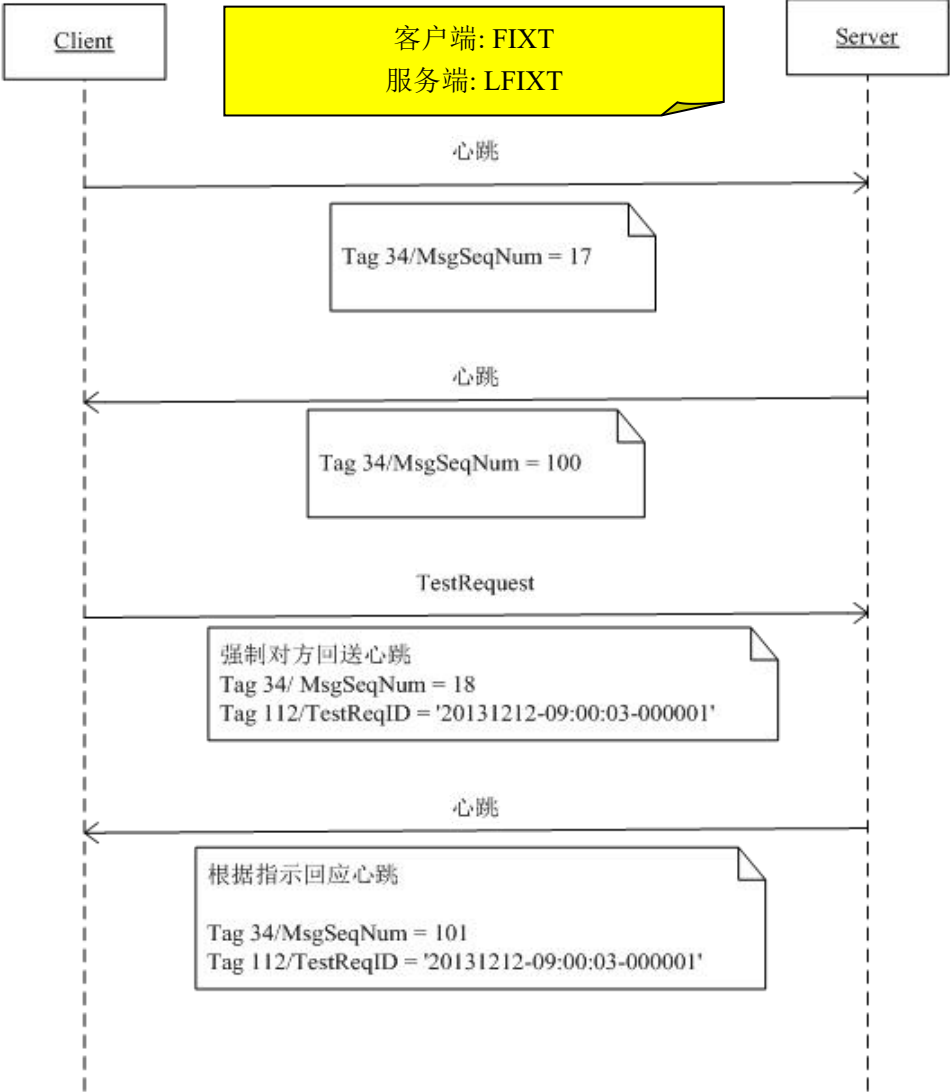 Client
客户端: FIXT
服务端: LFIXT
Server
心跳
Tag 34/MsgSeqNum = 17
心跳
Tag 34/MsgSeqNum = 100
TestRequest
强制对方回送心跳
Tag 34/ MsgSeqNum = 18
Tag 112/TestReqID = '20131212-09:00:03-000001'
心跳
根据指示回应心跳
Tag 34/MsgSeqNum = 101
Tag 112/TestReqID = '20131212-09:00:03-000001'